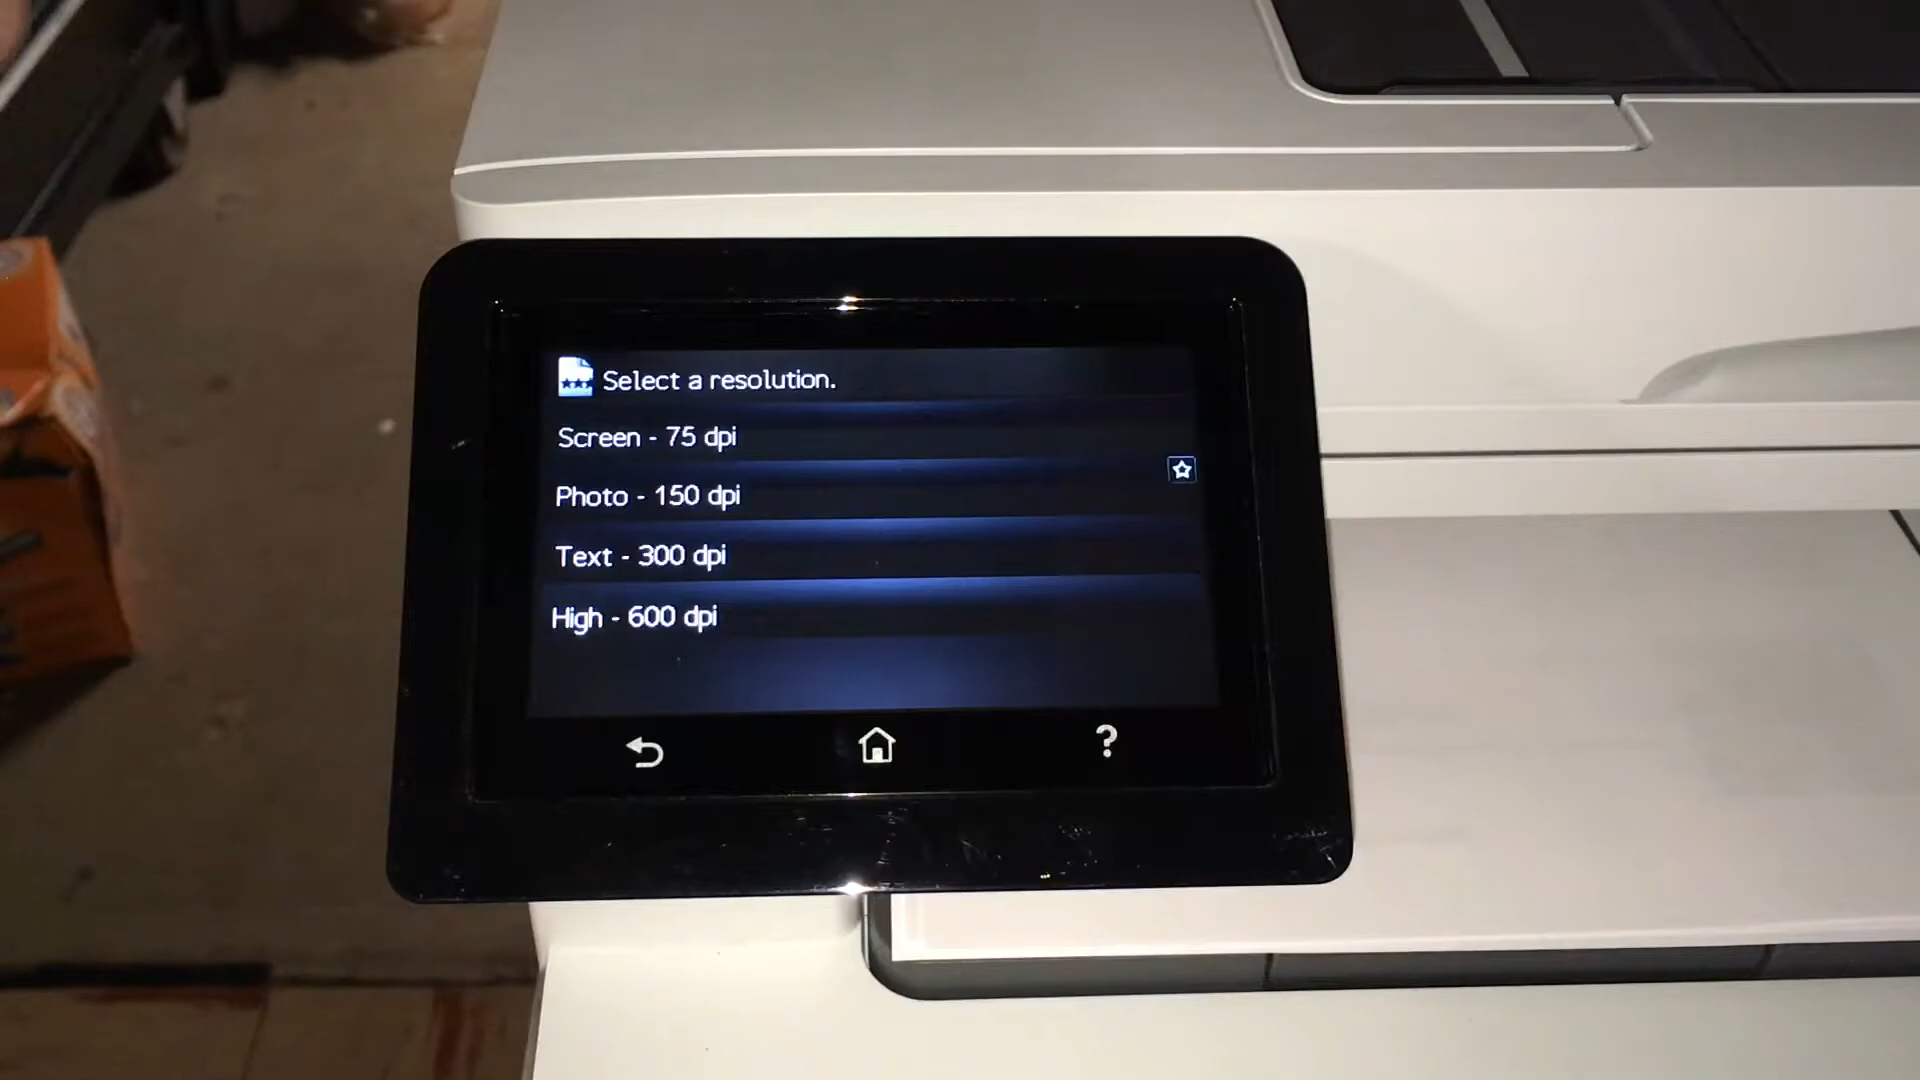 Select a resolution.
Screen - 75 dpi
Photo - 150 dpi
Text - 300 dpi
High - 600 dpi
?